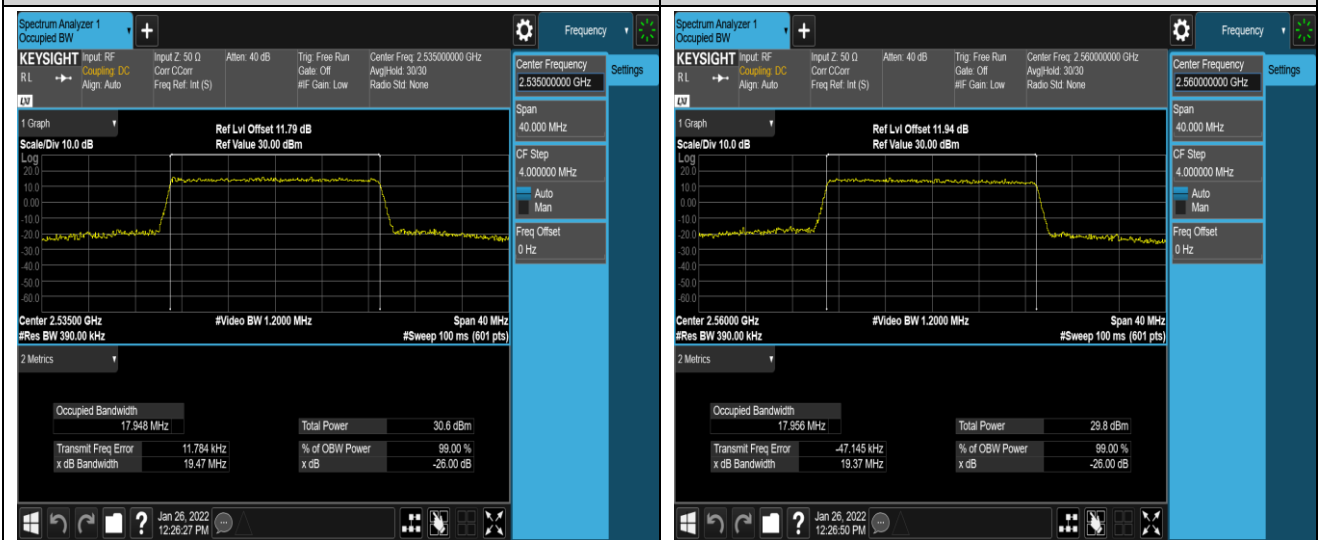 Spectrum Analyzer 1
Occupied BW
+
Frequency
KEYSIGHT
R L
LXI
Input: RF
Coupling: DC
Align: Auto
Input Z: 50 Ω
Corr CCorr
Freq Ref: Int (S)
Atten: 40 dB
Trig: Free Run
Gate: Off
#IF Gain: Low
Center Freq: 2.535000000 GHz
Avg|Hold: 30/30
Radio Std: None
Center Frequency
2.535000000 GHz
Settings
Span
40.000 MHz
CF Step
4.000000 MHz
Auto
Man
Freq Offset
0 Hz
1 Graph
Scale/Div 10.0 dB
Ref Lvl Offset 11.79 dB
Ref Value 30.00 dBm
Log
20.0
10.0
0.00
-10.0
-20.0
-30.0
-40.0
-50.0
-60.0
Center 2.53500 GHz
#Res BW 390.00 kHz
#Video BW 1.2000 MHz
Span 40 MHz
#Sweep 100 ms (601 pts)
2 Metrics
Occupied Bandwidth
17.948 MHz
Total Power 30.6 dBm
Transmit Freq Error 11.784 kHz
% of OBW Power 99.00 %
x dB Bandwidth 19.47 MHz
x dB -26.00 dB
?
Jan 26, 2022
12:26:27 PM
Spectrum Analyzer 1
Occupied BW
+
Frequency
KEYSIGHT
R L
LXI
Input: RF
Coupling: DC
Align: Auto
Input Z: 50 Ω
Corr CCorr
Freq Ref: Int (S)
Atten: 40 dB
Trig: Free Run
Gate: Off
#IF Gain: Low
Center Freq: 2.560000000 GHz
Avg|Hold: 30/30
Radio Std: None
Center Frequency
2.560000000 GHz
Settings
Span
40.000 MHz
CF Step
4.000000 MHz
Auto
Man
Freq Offset
0 Hz
1 Graph
Scale/Div 10.0 dB
Ref Lvl Offset 11.94 dB
Ref Value 30.00 dBm
Log
20.0
10.0
0.00
-10.0
-20.0
-30.0
-40.0
-50.0
-60.0
Center 2.56000 GHz
#Res BW 390.00 kHz
#Video BW 1.2000 MHz
Span 40 MHz
#Sweep 100 ms (601 pts)
2 Metrics
Occupied Bandwidth
17.956 MHz
Total Power 29.8 dBm
Transmit Freq Error -47.145 kHz
% of OBW Power 99.00 %
x dB Bandwidth 19.37 MHz
x dB -26.00 dB
?
Jan 26, 2022
12:26:50 PM